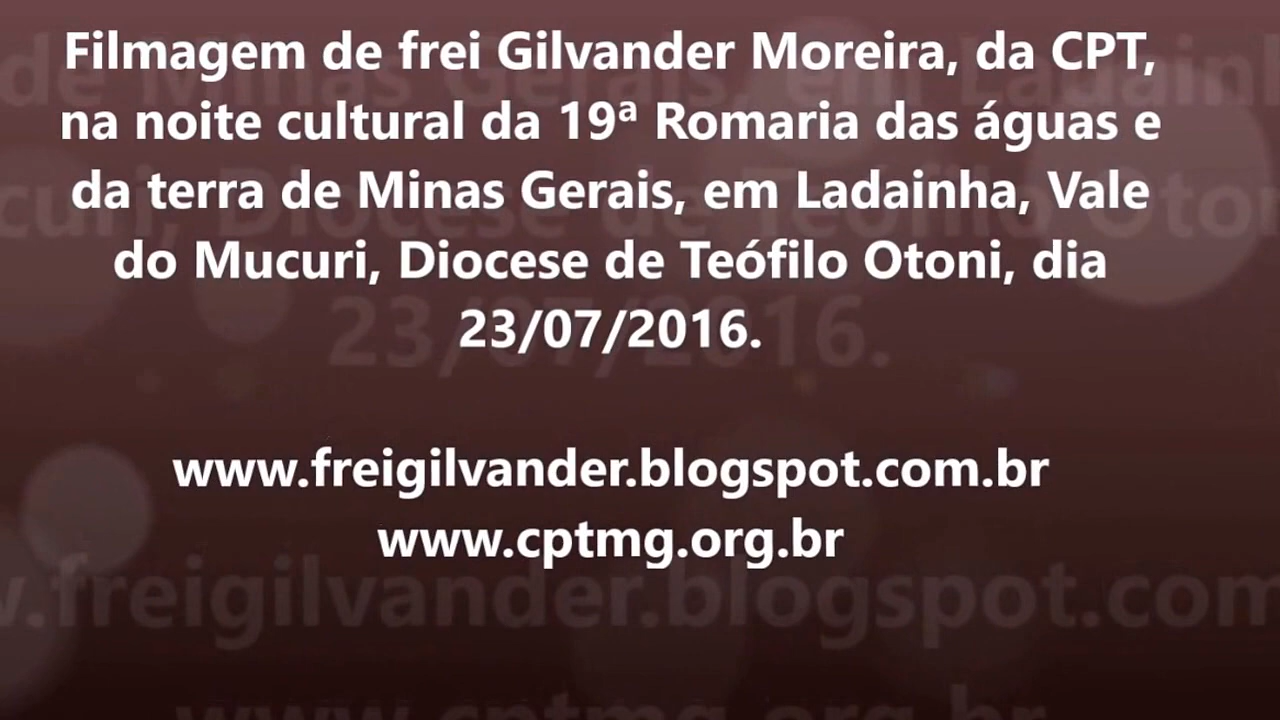 Filmagem de frei Gilvander Moreira, da CPT,
na noite cultural da 19ª Romaria das águas e
da terra de Minas Gerais, em Ladainha, Vale
do Mucuri, Diocese de Teófilo Otoni, dia
23/07/2016.
www.freigilvander.blogspot.com.br
www.cptmg.org.br